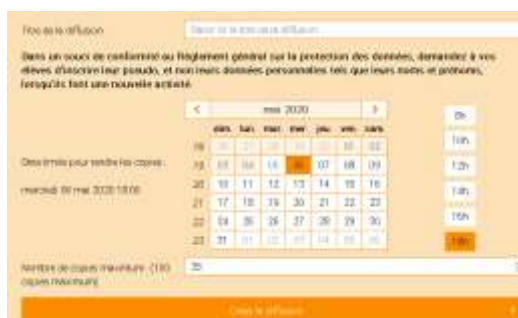 Titre de la diffusion
Dans un souci de conformité au Règlement général sur la protection des données, demandez à vos
élèves d'inscrire leur pseudo, et non leurs données personnelles tels que leurs noms et prénoms,
lorsqu'ils font une nouvelle activité.
< mai 2020 >
dim. lun. mar. mer. jeu. ven. sam.
18 01 02
19 03 04 05 06 07 08 09
20 10 11 12 13 14 15 16
21 17 18 19 20 21 22 23
22 24 25 26 27 28 29 30
23 31
8h
10h
12h
14h
16h
18h
Date limite pour rendre les copies :
mercredi 06 mai 2020 18:00
Nombre de copies maximum : (100
copies maximum)
35
Créer la diffusion